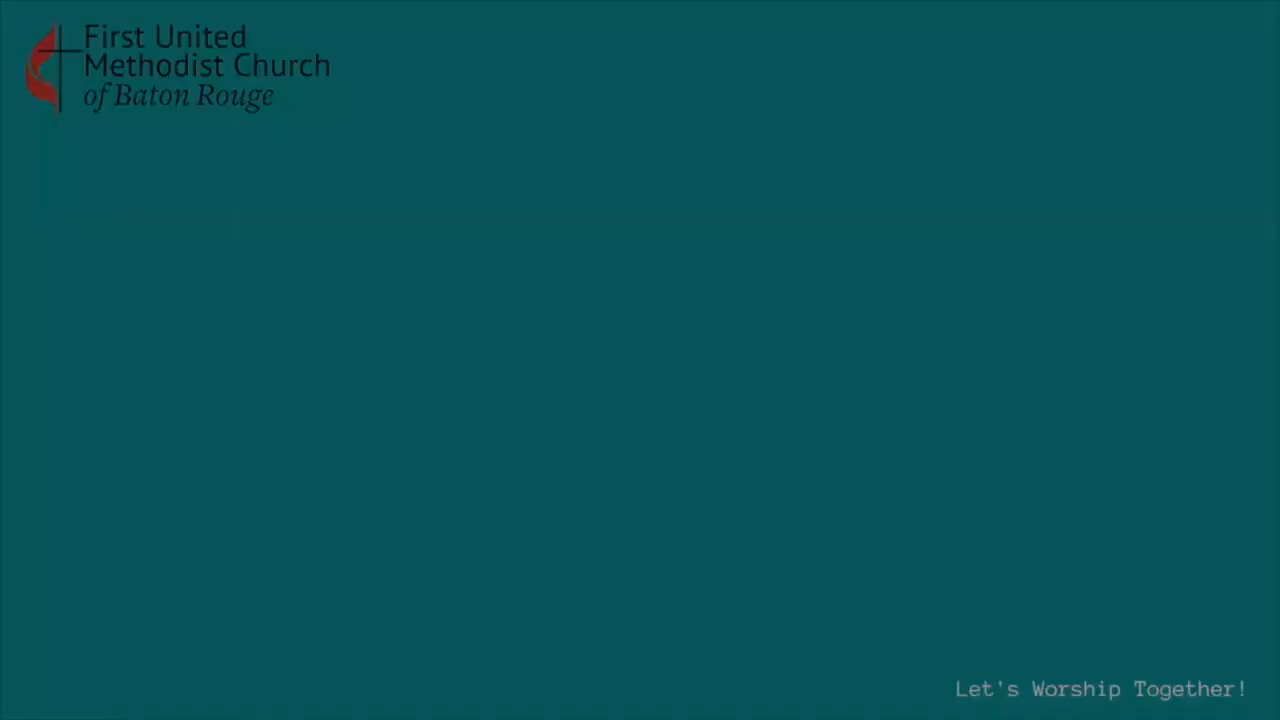 First United
Methodist Church
of Baton Rouge
Let's Worship Together!